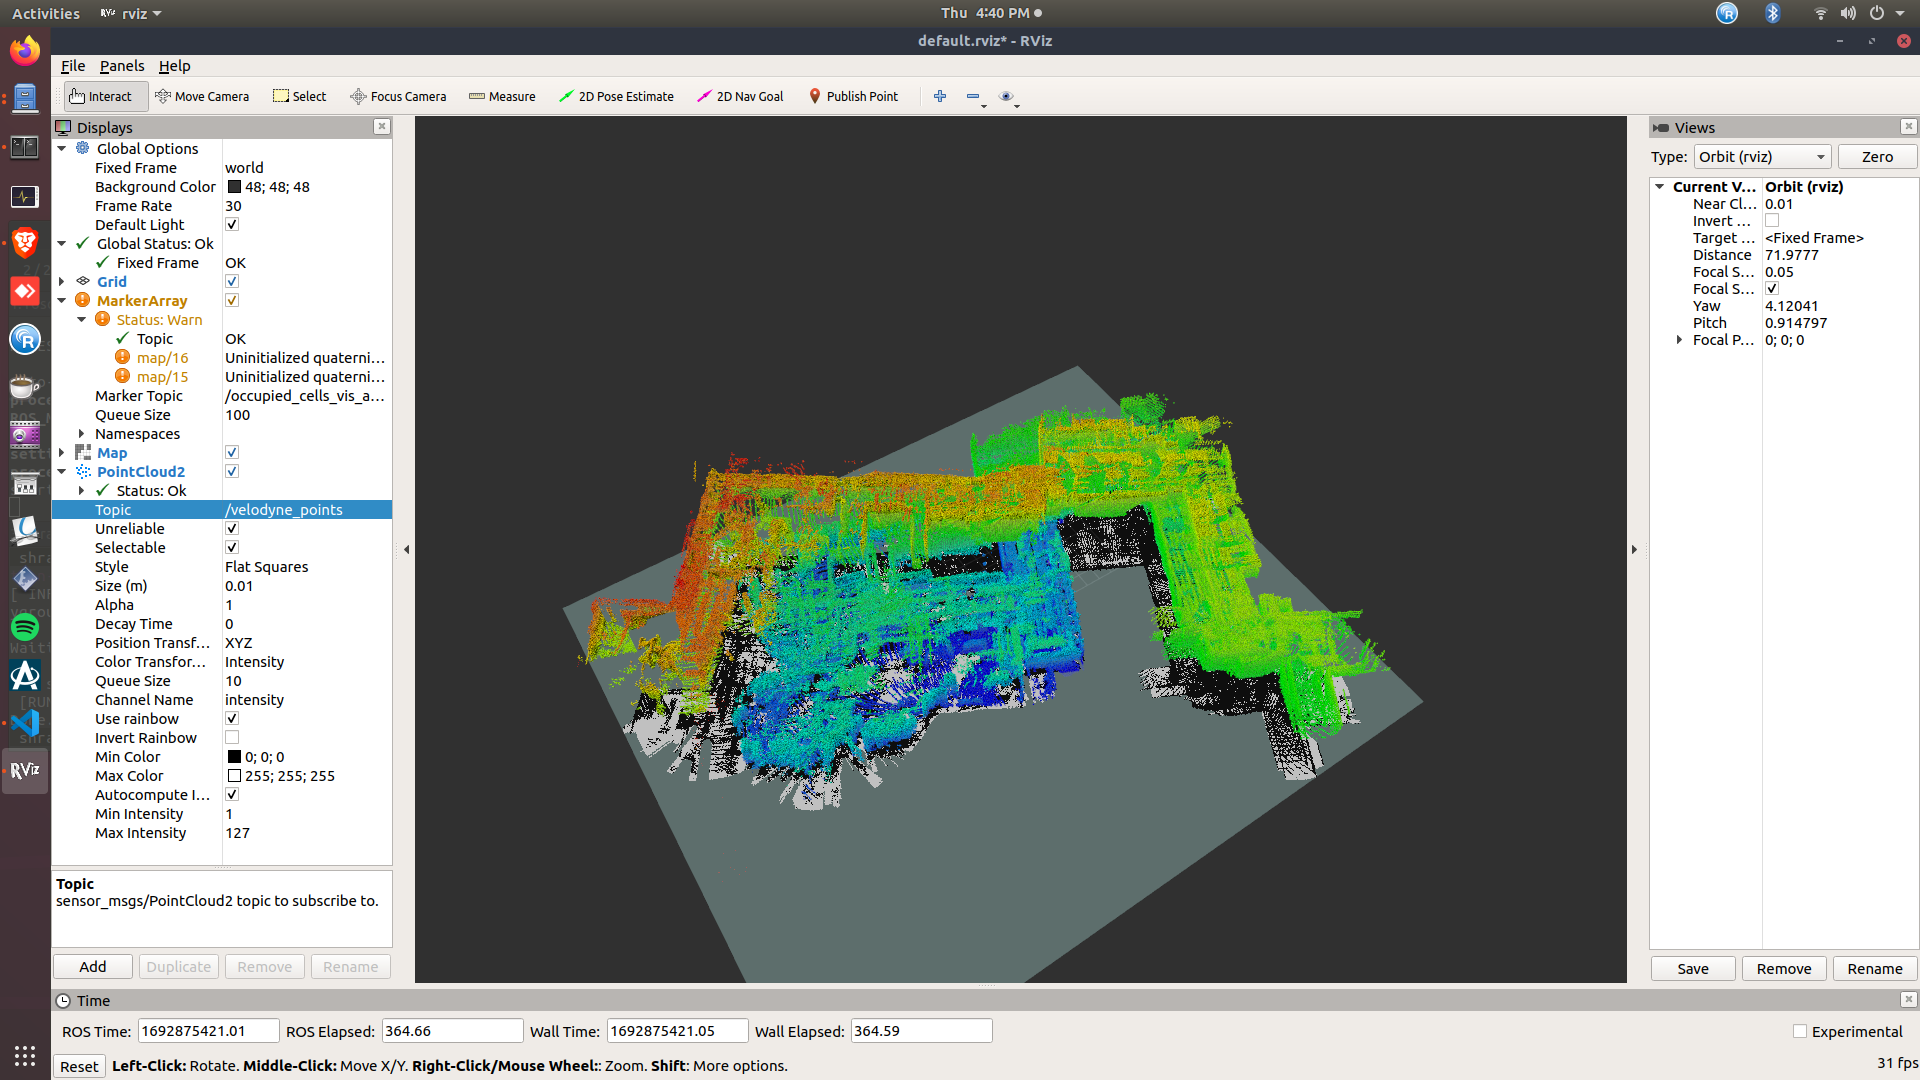 Activities
RViz rviz
Thu 4:40 PM
default.rviz* - RViz
File Panels Help
Interact Move Camera Select Focus Camera Measure 2D Pose Estimate 2D Nav Goal Publish Point
Displays
Global Options
Fixed Frame world
Background Color 48; 48; 48
Frame Rate 30
Default Light
Global Status: Ok
Fixed Frame OK
Grid
MarkerArray
Status: Warn
Topic OK
map/16 Uninitialized quaterni...
map/15 Uninitialized quaterni...
Marker Topic /occupied_cells_vis_a...
Queue Size 100
Namespaces
Map
PointCloud2
Status: Ok
Topic /velodyne_points
Unreliable
Selectable
Style Flat Squares
Size (m) 0.01
Alpha 1
Decay Time 0
Position Transf... XYZ
Color Transfor... Intensity
Queue Size 10
Channel Name intensity
Use rainbow
Invert Rainbow
Min Color 0; 0; 0
Max Color 255; 255; 255
Autocompute I...
Min Intensity 1
Max Intensity 127
Topic
sensor_msgs/PointCloud2 topic to subscribe to.
Add Duplicate Remove Rename
Views
Type: Orbit (rviz) Zero
Current V... Orbit (rviz)
Near Cl... 0.01
Invert ...
Target ... <Fixed Frame>
Distance 71.9777
Focal S... 0.05
Focal S...
Yaw 4.12041
Pitch 0.914797
Focal P... 0; 0; 0
Save Remove Rename
Time
ROS Time: 1692875421.01 ROS Elapsed: 364.66 Wall Time: 1692875421.05 Wall Elapsed: 364.59 Experimental
Reset Left-Click: Rotate. Middle-Click: Move X/Y. Right-Click/Mouse Wheel:: Zoom. Shift: More options. 31 fps
RViz